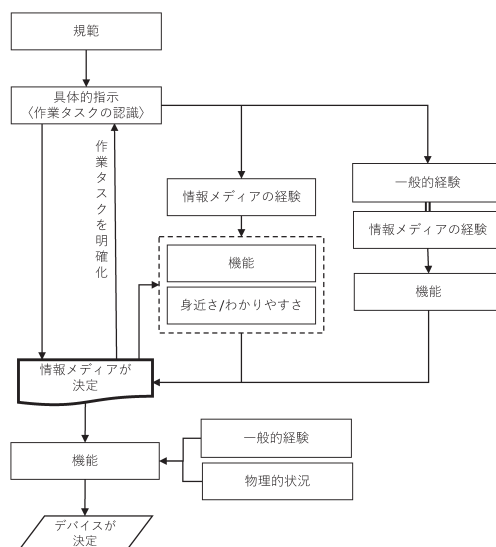 規範
具体的指示
〈作業タスクの認識〉
作業タスクを明確化
情報メディアの経験
一般的経験
情報メディアの経験
機能
身近さ/わかりやすさ
機能
情報メディアが
決定
機能
一般的経験
物理的状況
デバイスが
決定